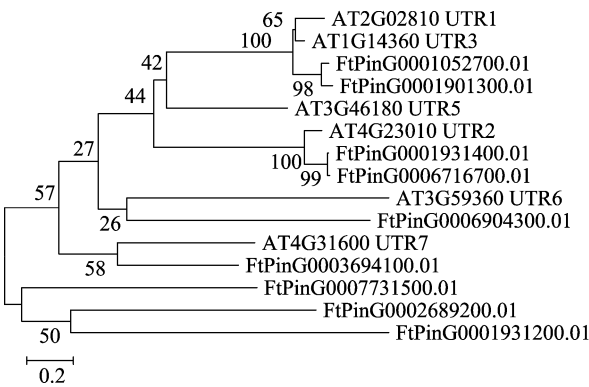 65 AT2G02810 UTR1
100 AT1G14360 UTR3
42 FtPinG0001052700.01
98 FtPinG0001901300.01
44 AT3G46180 UTR5
AT4G23010 UTR2
27 100 FtPinG0001931400.01
99 FtPinG0006716700.01
57 AT3G59360 UTR6
26 FtPinG0006904300.01
AT4G31600 UTR7
58 FtPinG0003694100.01
FtPinG0007731500.01
FtPinG0002689200.01
50 FtPinG0001931200.01
0.2